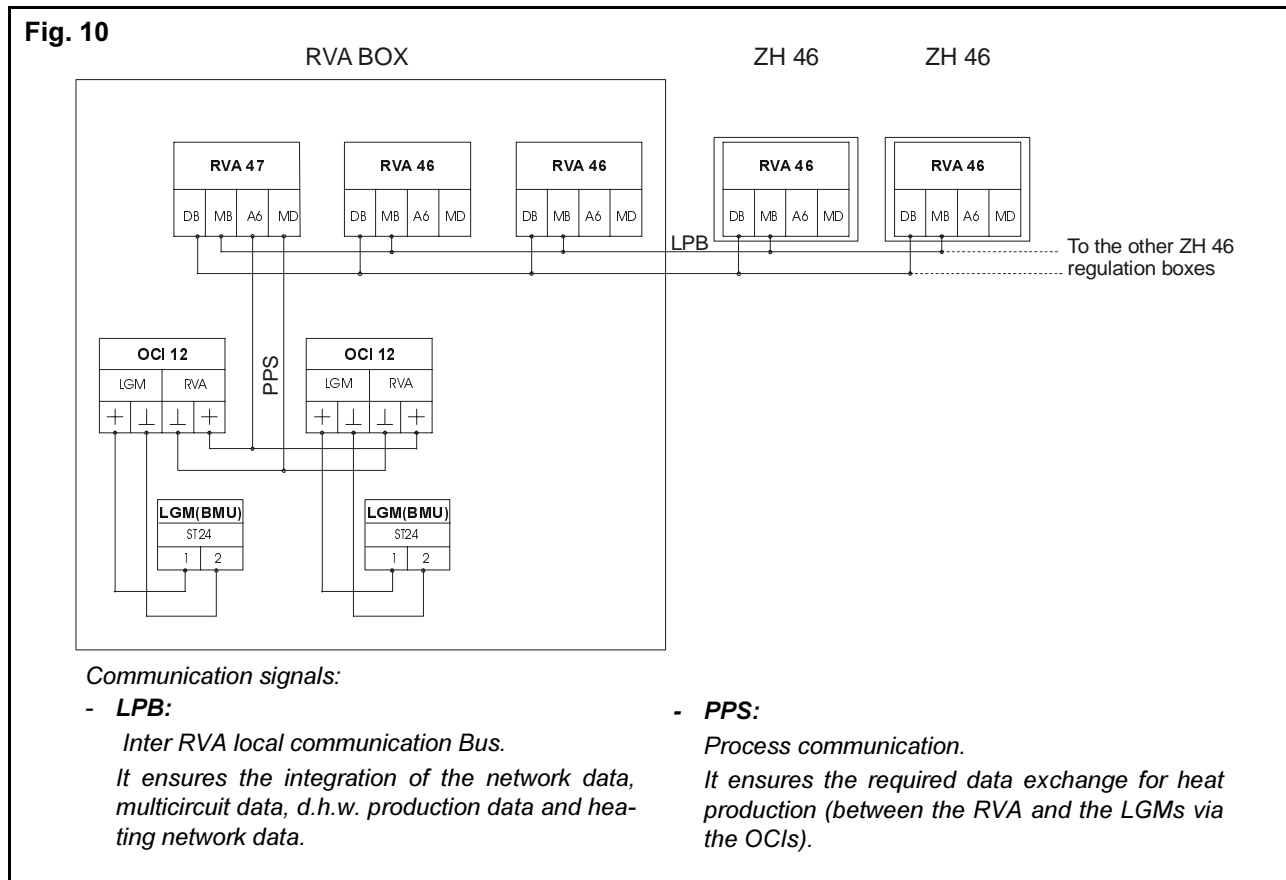 Fig. 10
RVA BOX ZH 46 ZH 46
RVA 47 RVA 46 RVA 46 RVA 46 RVA 46
DB MB A6 MD DB MB A6 MD DB MB A6 MD DB MB A6 MD DB MB A6 MD
LPB
To the other ZH 46
regulation boxes
PPS
OCI 12 OCI 12
LGM RVA LGM RVA
+ ⊥ ⊥ + + ⊥ ⊥ +
LGM(BMU) LGM(BMU)
ST24 ST24
1 2 1 2
Communication signals:
- LPB:
Inter RVA local communication Bus.
It ensures the integration of the network data,
multicircuit data, d.h.w. production data and hea-
ting network data.
- PPS:
Process communication.
It ensures the required data exchange for heat
production (between the RVA and the LGMs via
the OCIs).